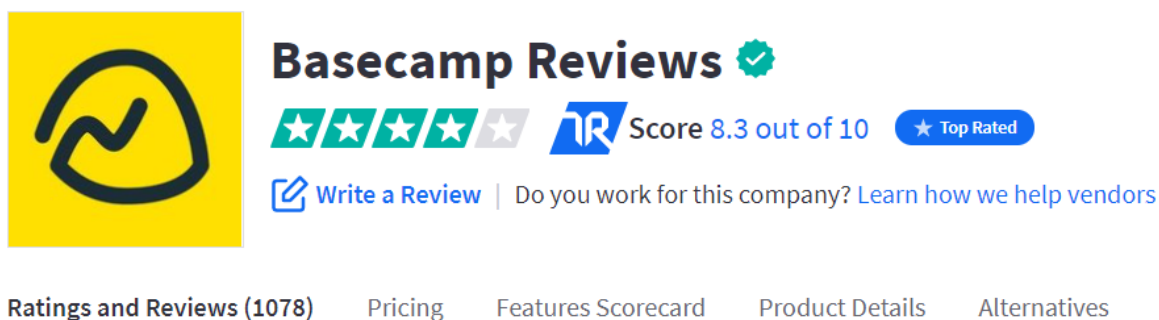 Basecamp Reviews
TR Score 8.3 out of 10 Top Rated
Write a Review | Do you work for this company? Learn how we help vendors
Ratings and Reviews (1078) Pricing Features Scorecard Product Details Alternatives